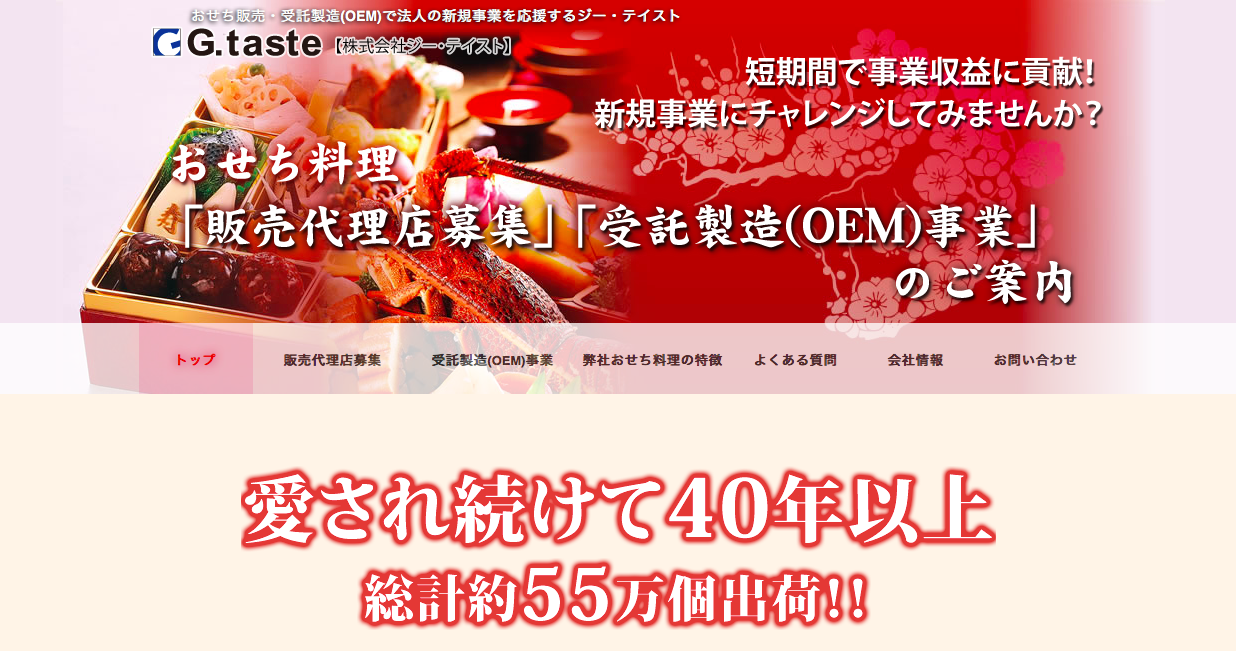 おせち販売・受託製造(OEM)で法人の新規事業を応援するジー・テイスト
G.taste 【株式会社ジー・テイスト】
短期間で事業収益に貢献!
新規事業にチャレンジしてみませんか?
おせち料理
「販売代理店募集」「受託製造(OEM)事業」
のご案内
寿
トップ 販売代理店募集 受託製造(OEM)事業 弊社おせち料理の特徴 よくある質問 会社情報 お問い合わせ
愛され続けて40年以上
総計約55万個出荷!!